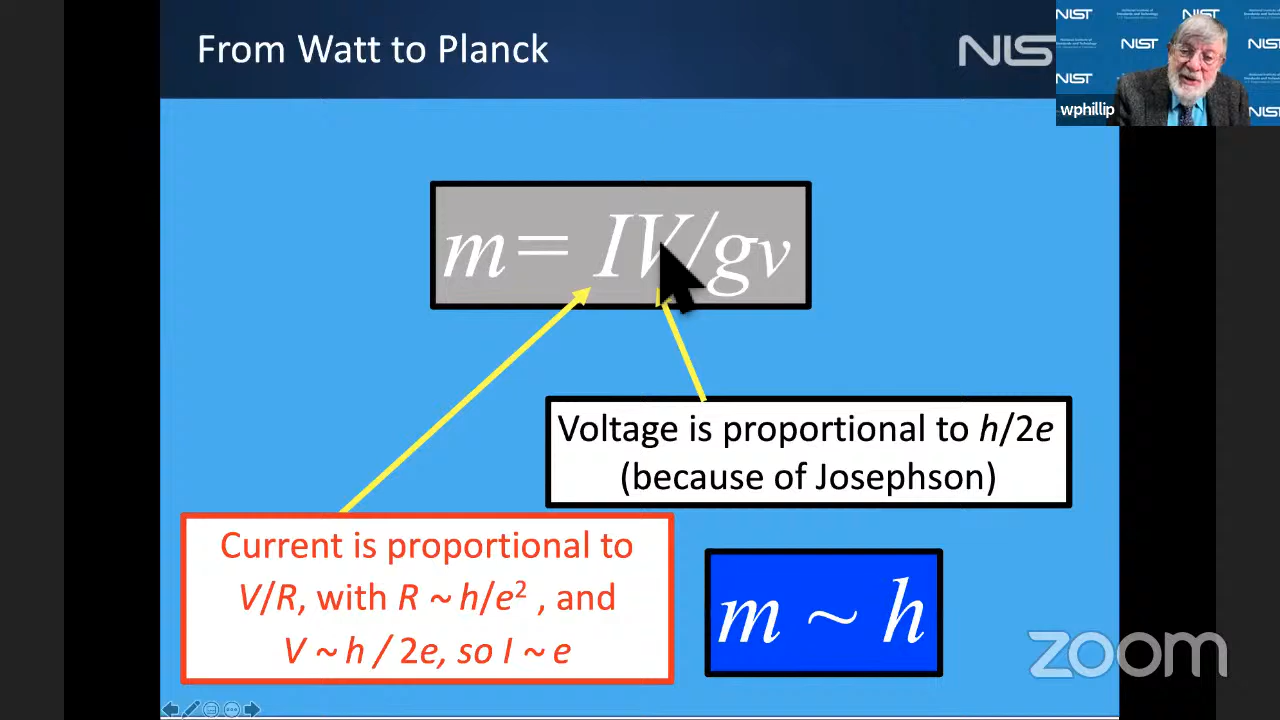 From Watt to Planck
NIS
NIST
NIST
NIST
NIST
NIST
wphillip
m= IV/gv
Voltage is proportional to h/2e
(because of Josephson)
Current is proportional to
V/R, with R ~ h/e² , and
V ~ h / 2e, so I ~ e
m ~ h
zoom